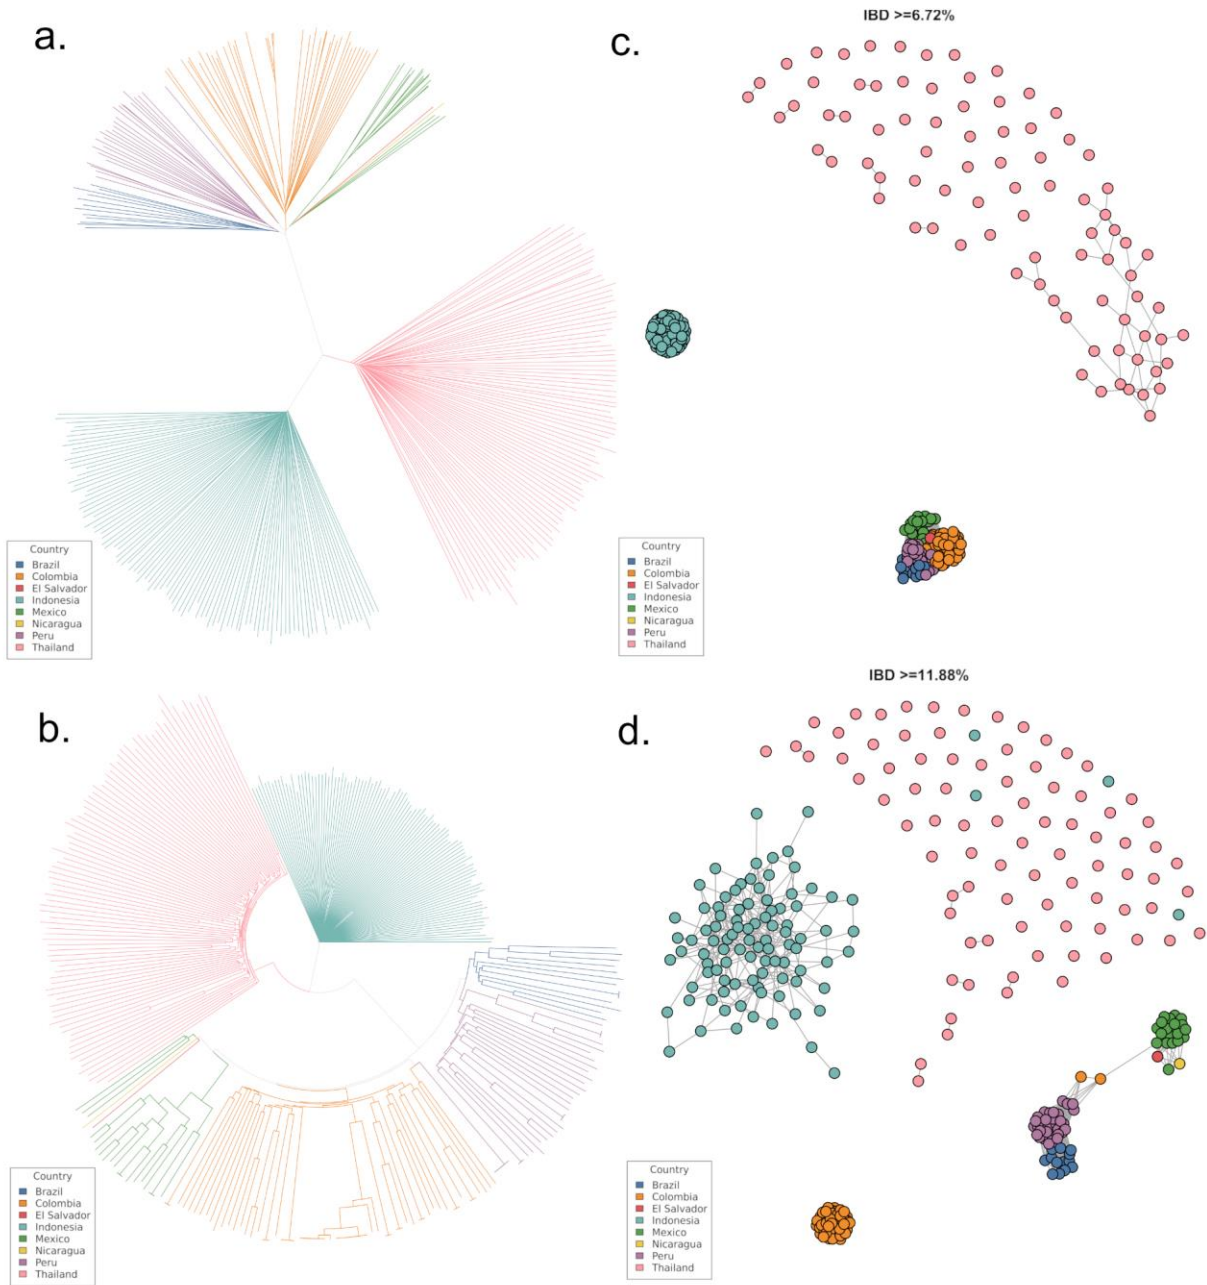 a.
Country
Brazil
Colombia
El Salvador
Indonesia
Mexico
Nicaragua
Peru
Thailand
c.
IBD >=6.72%
Country
Brazil
Colombia
El Salvador
Indonesia
Mexico
Nicaragua
Peru
Thailand
b.
Country
Brazil
Colombia
El Salvador
Indonesia
Mexico
Nicaragua
Peru
Thailand
d.
IBD >=11.88%
Country
Brazil
Colombia
El Salvador
Indonesia
Mexico
Nicaragua
Peru
Thailand